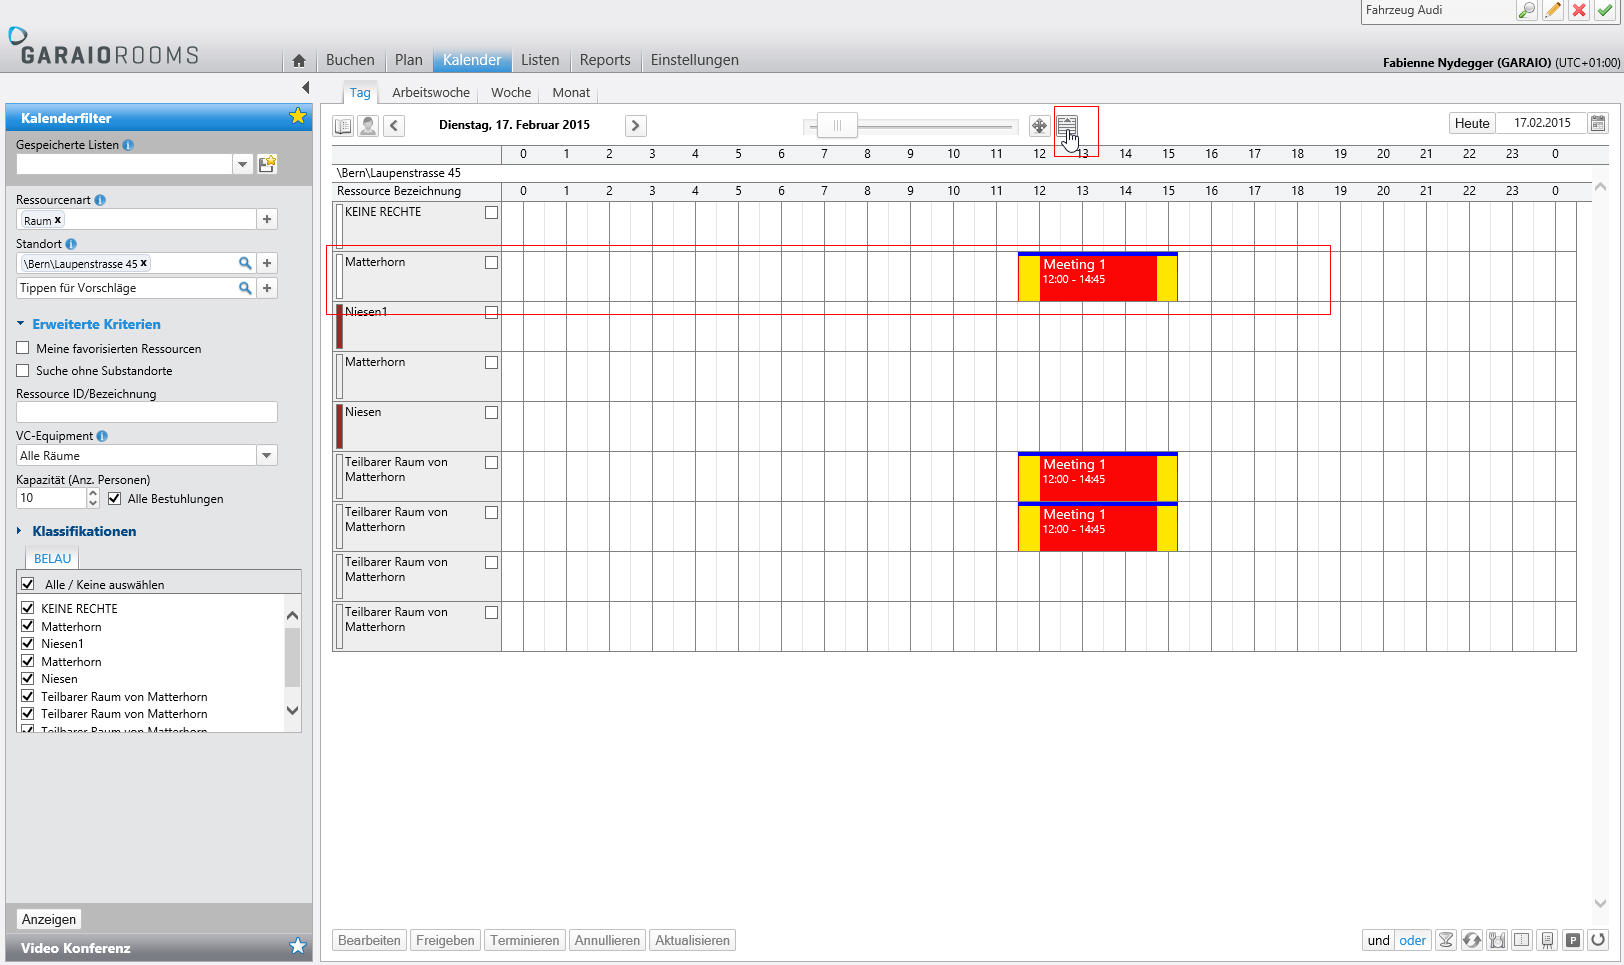 Fahrzeug Audi
GARAIOROOMS
Buchen Plan Kalender Listen Reports Einstellungen
Fabienne Nydegger (GARAIO) (UTC+01:00)
Tag Arbeitswoche Woche Monat
Kalenderfilter
Gespeicherte Listen
Ressourcenart
Raum x
Standort
\Bern\Laupenstrasse 45 x
Tippen für Vorschläge
Erweiterte Kriterien
Meine favorisierten Ressourcen
Suche ohne Substandorte
Ressource ID/Bezeichnung
VC-Equipment
Alle Räume
Kapazität (Anz. Personen)
10 Alle Bestuhlungen
Klassifikationen
BELAU
Alle / Keine auswählen
KEINE RECHTE
Matterhorn
Niesen1
Matterhorn
Niesen
Teilbarer Raum von Matterhorn
Teilbarer Raum von Matterhorn
Teilbarer Raum von Matterhorn
Anzeigen
Video Konferenz
Dienstag, 17. Februar 2015
Heute 17.02.2015
0 1 2 3 4 5 6 7 8 9 10 11 12 13 14 15 16 17 18 19 20 21 22 23 0
\Bern\Laupenstrasse 45
Ressource Bezeichnung 0 1 2 3 4 5 6 7 8 9 10 11 12 13 14 15 16 17 18 19 20 21 22 23 0
KEINE RECHTE
Matterhorn
Meeting 1
12:00 - 14:45
Niesen1
Matterhorn
Niesen
Teilbarer Raum von
Matterhorn
Meeting 1
12:00 - 14:45
Teilbarer Raum von
Matterhorn
Meeting 1
12:00 - 14:45
Teilbarer Raum von
Matterhorn
Teilbarer Raum von
Matterhorn
Bearbeiten Freigeben Terminieren Annullieren Aktualisieren
und oder
P